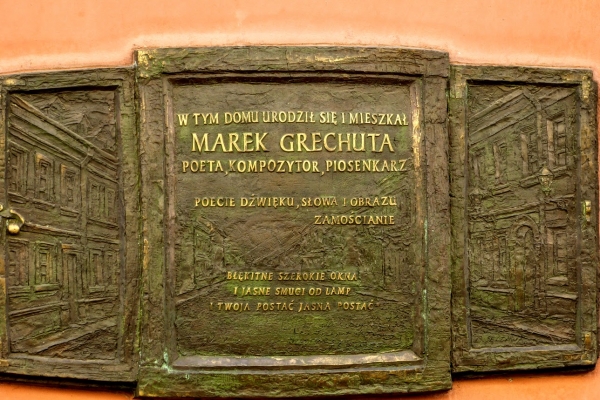 W TYM DOMU URODZIŁ SIĘ I MIESZKAŁ
MAREK GRECHUTA
POETA, KOMPOZYTOR, PIOSENKARZ
POECIE DŹWIĘKU, SŁOWA I OBRAZU
ZAMOŚCIANIE
BŁĘKITNE SZEROKIE OKNA
I JASNE SMUGI OD LAMP
I TWOJA POSTAĆ JASNA POSTAĆ